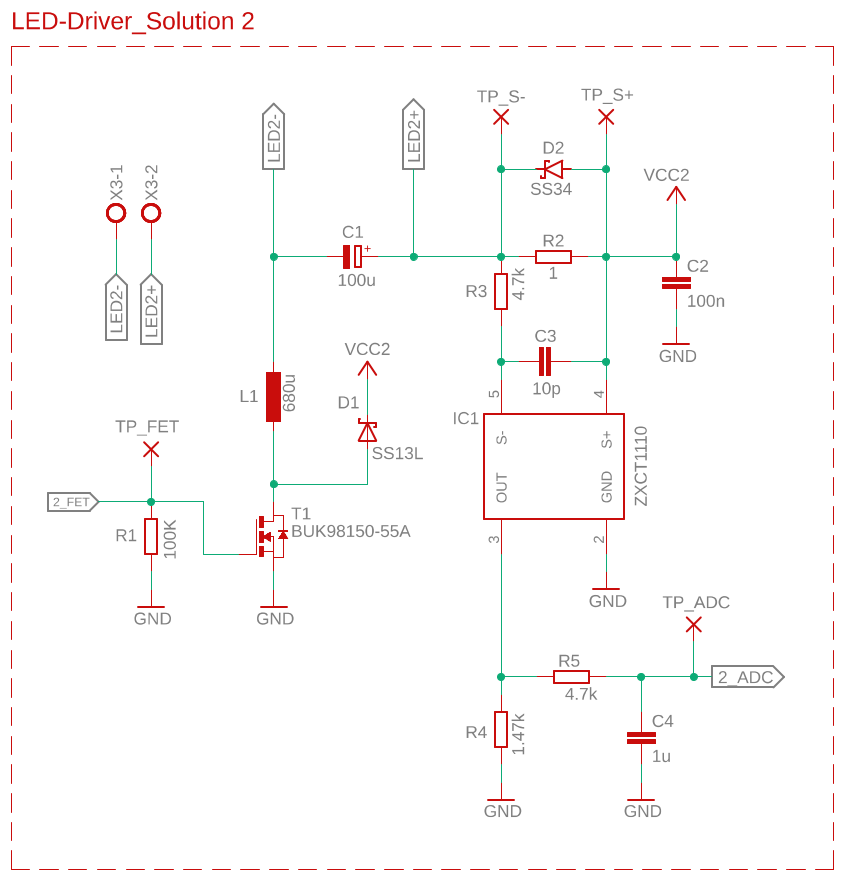 LED-Driver_Solution 2
TP_S-
TP_S+
LED2-
LED2+
D2
SS34
X3-1
X3-2
VCC2
C1
+
100u
R2
1
C2
100n
R3
4.7k
LED2-
LED2+
GND
C3
10p
VCC2
L1
680u
D1
SS13L
5
4
IC1
S-
S+
OUT
GND
ZXCT1110
TP_FET
2_FET
R1
100K
T1
BUK98150-55A
3
2
GND
GND
GND
TP_ADC
R5
4.7k
2_ADC
R4
1.47k
C4
1u
GND
GND